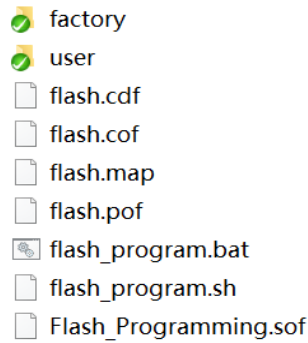 factory
user
flash.cdf
flash.cof
flash.map
flash.pof
flash_program.bat
flash_program.sh
Flash_Programming.sof